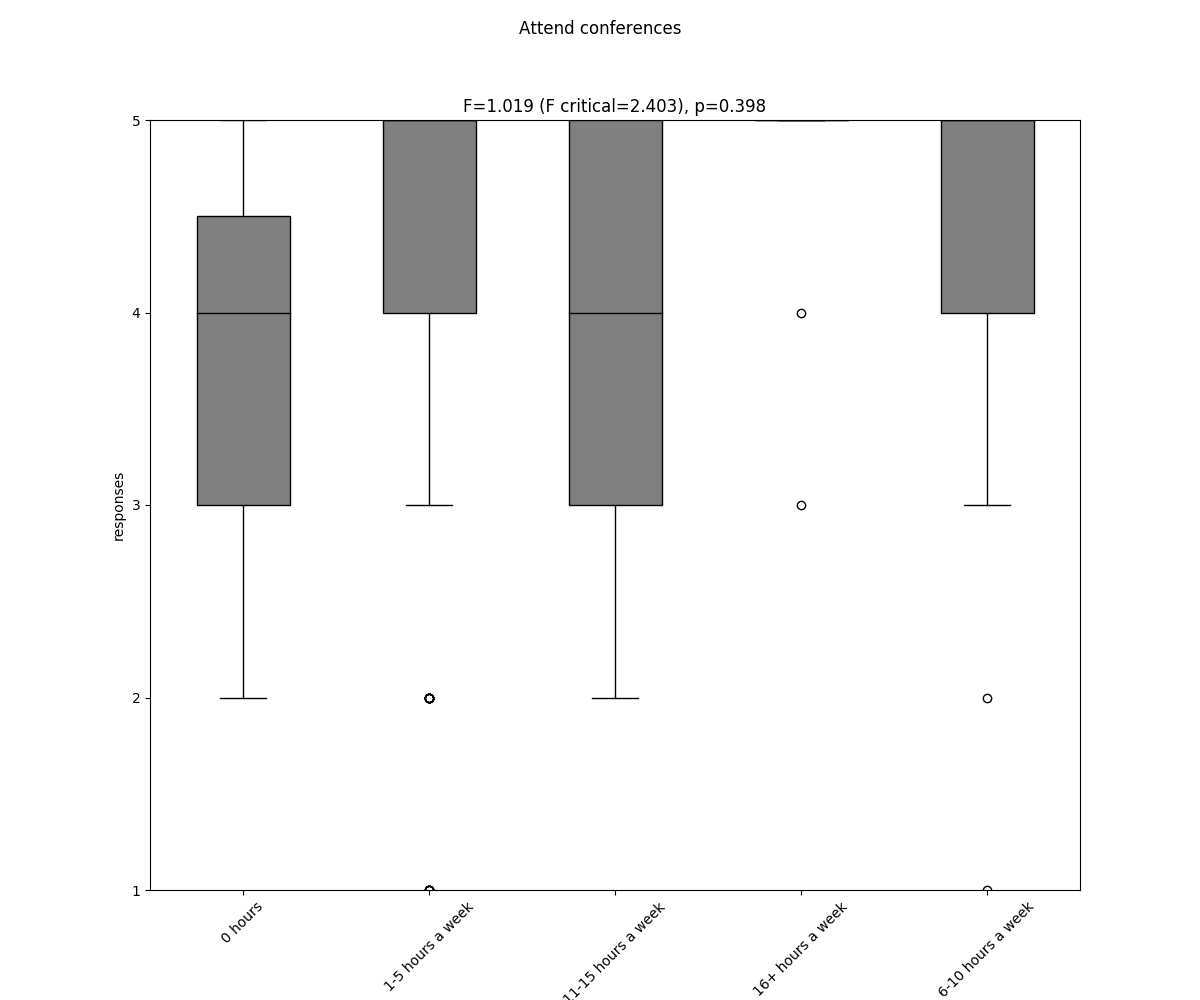 Attend conferences
F=1.019 (F critical=2.403), p=0.398
responses
5
4
3
2
1
0 hours
1-5 hours a week
11-15 hours a week
16+ hours a week
6-10 hours a week